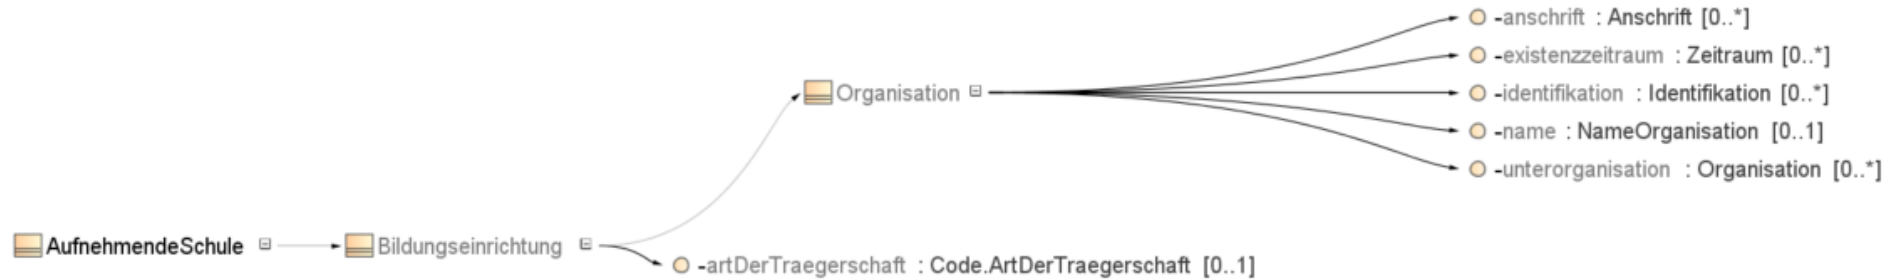 -anschrift : Anschrift [0..*]
-existenzzeitraum : Zeitraum [0..*]
Organisation
-identifikation : Identifikation [0..*]
-name : NameOrganisation [0..1]
-unterorganisation : Organisation [0..*]
AufnehmendeSchule
Bildungseinrichtung
-artDerTraegerschaft : Code.ArtDerTraegerschaft [0..1]